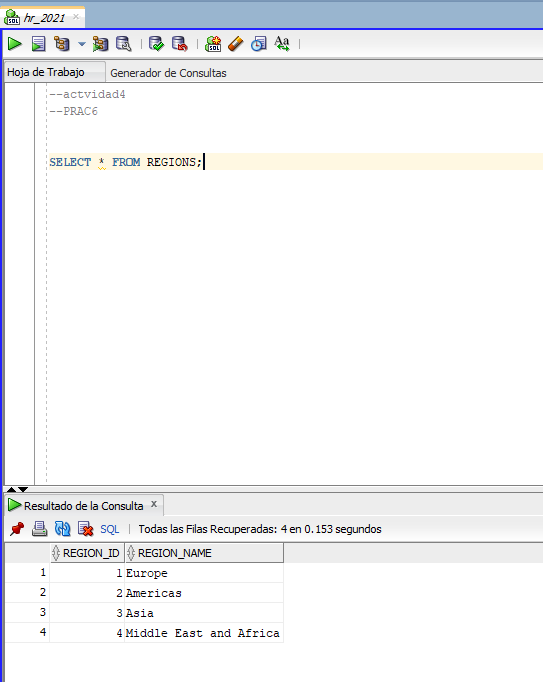 hr_2021
SQL
Hoja de Trabajo Generador de Consultas
--actvidad4
--PRAC6
SELECT * FROM REGIONS;
Resultado de la Consulta x
SQL | Todas las Filas Recuperadas: 4 en 0.153 segundos
REGION_ID REGION_NAME
1 1 Europe
2 2 Americas
3 3 Asia
4 4 Middle East and Africa